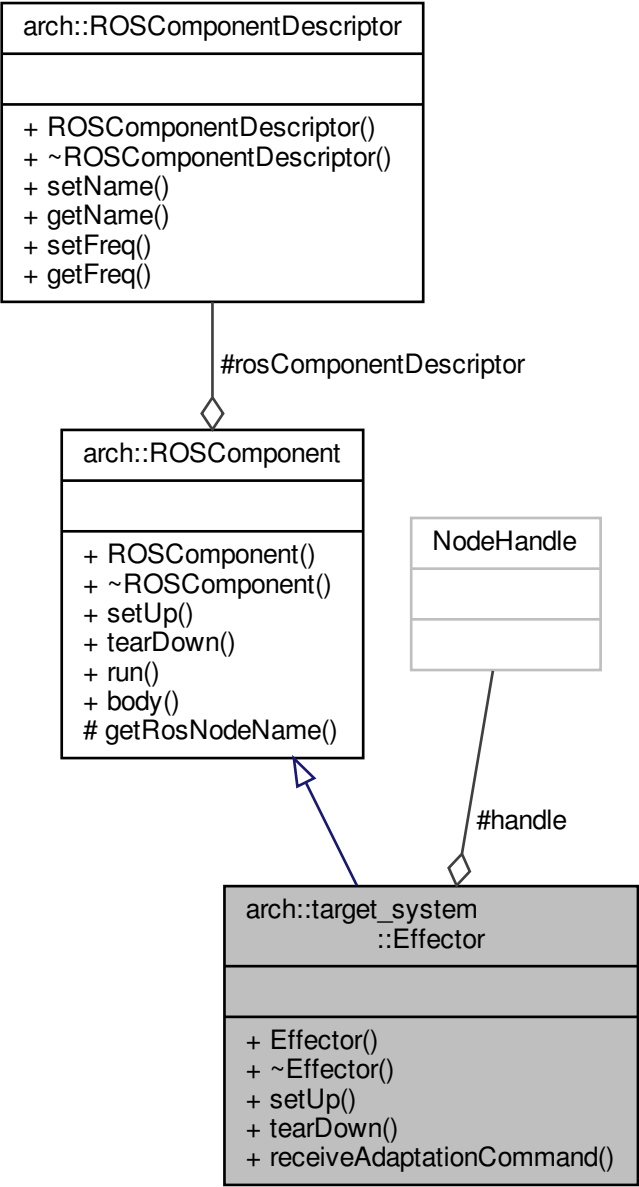 arch::ROSComponentDescriptor
+ ROSComponentDescriptor()
+ ~ROSComponentDescriptor()
+ setName()
+ getName()
+ setFreq()
+ getFreq()
#rosComponentDescriptor
arch::ROSComponent
+ ROSComponent()
+ ~ROSComponent()
+ setUp()
+ tearDown()
+ run()
+ body()
# getRosNodeName()
NodeHandle
#handle
arch::target_system
::Effector
+ Effector()
+ ~Effector()
+ setUp()
+ tearDown()
+ receiveAdaptationCommand()